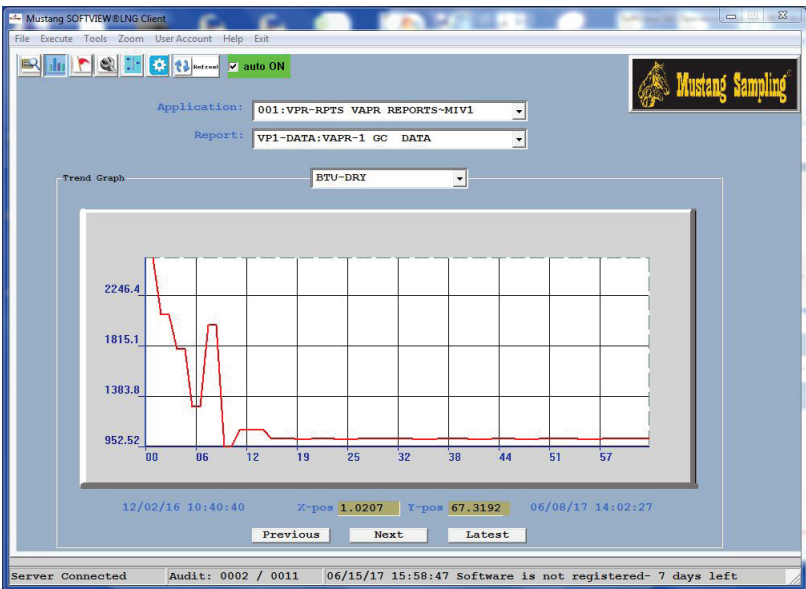 Mustang SOFTVIEW®LNG Client
File Execute Tools Zoom User Account Help Exit
Refresh auto ON
Mustang Sampling
Application: 001:VPR-RPTS VAPR REPORTS~MIV1
Report: VP1-DATA:VAPR-1 GC DATA
Trend Graph BTU-DRY
2246.4
1815.1
1383.8
952.52
00 06 12 19 25 32 38 44 51 57
12/02/16 10:40:40 X-pos 1.0207 Y-pos 67.3192 06/08/17 14:02:27
Previous Next Latest
Server Connected Audit: 0002 / 0011 06/15/17 15:58:47 Software is not registered- 7 days left